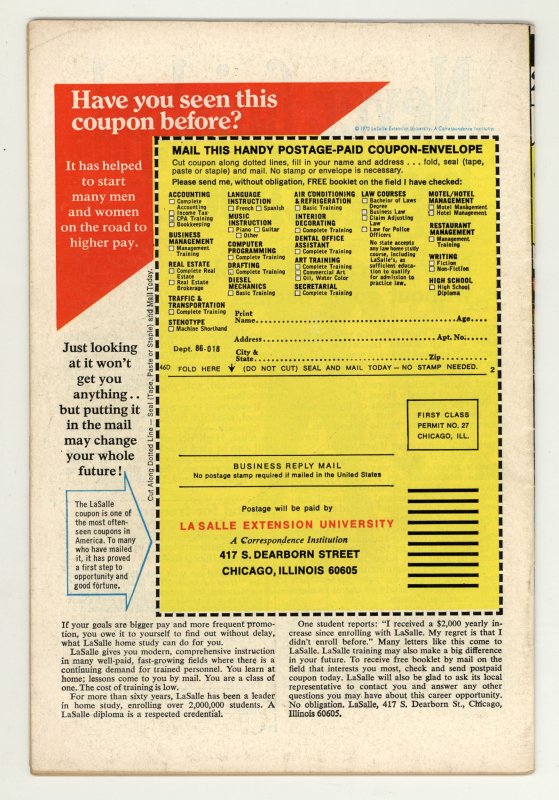 Have you seen this
coupon before?
© 1972 LaSalle Extension University, A Correspondence Institution
It has helped
to start
many men
and women
on the road to
higher pay.
MAIL THIS HANDY POSTAGE-PAID COUPON-ENVELOPE
Cut coupon along dotted lines, fill in your name and address . . . fold, seal (tape,
paste or staple) and mail. No stamp or envelope is necessary.
Please send me, without obligation, FREE booklet on the field I have checked:
ACCOUNTING
Complete
Accounting
Income Tax
CPA Training
Bookkeeping
BUSINESS
MANAGEMENT
Management
Training
REAL ESTATE
Complete Real
Estate
Real Estate
Brokerage
TRAFFIC &
TRANSPORTATION
Complete Training
STENOTYPE
Machine Shorthand
LANGUAGE
INSTRUCTION
French Spanish
MUSIC
INSTRUCTION
Piano Guitar
Other
COMPUTER
PROGRAMMING
Complete Training
DRAFTING
Complete Training
DIESEL
MECHANICS
Basic Training
AIR CONDITIONING
& REFRIGERATION
Basic Training
INTERIOR
DECORATING
Complete Training
DENTAL OFFICE
ASSISTANT
Complete Training
ART TRAINING
Complete Training
Commercial Art
Oil, Water Color
SECRETARIAL
Complete Training
LAW COURSES
Bachelor of Laws
Degree
Business Law
Claim Adjusting
Law
Law for Police
Officers
No state accepts
any law home study
course, including
LaSalle's, as
sufficient educa-
tion to qualify
for admission to
practice law.
MOTEL/HOTEL
MANAGEMENT
Motel Management
Hotel Management
RESTAURANT
MANAGEMENT
Management
Training
WRITING
Fiction
Non-Fiction
HIGH SCHOOL
High School
Diploma
Print
Name Age
Address Apt. No.
Dept. 86-018
City &
State Zip
46D FOLD HERE (DO NOT CUT) SEAL AND MAIL TODAY – NO STAMP NEEDED. 2
Cut Along Dotted Line — Seal (Tape, Paste or Staple) and Mail Today.
Just looking
at it won't
get you
anything . .
but putting it
in the mail
may change
your whole
future!
The LaSalle
coupon is one of
the most often-
seen coupons in
America. To many
who have mailed
it, it has proved
a first step to
opportunity and
good fortune.
FIRST CLASS
PERMIT NO. 27
CHICAGO, ILL.
BUSINESS REPLY MAIL
No postage stamp required if mailed in the United States
Postage will be paid by
LA SALLE EXTENSION UNIVERSITY
A Correspondence Institution
417 S. DEARBORN STREET
CHICAGO, ILLINOIS 60605
If your goals are bigger pay and more frequent promo-
tion, you owe it to yourself to find out without delay,
what LaSalle home study can do for you.
LaSalle gives you modern, comprehensive instruction
in many well-paid, fast-growing fields where there is a
continuing demand for trained personnel. You learn at
home; lessons come to you by mail. You are a class of
one. The cost of training is low.
For more than sixty years, LaSalle has been a leader
in home study, enrolling over 2,000,000 students. A
LaSalle diploma is a respected credential.
One student reports: "I received a $2,000 yearly in-
crease since enrolling with LaSalle. My regret is that I
didn't enroll before." Many letters like this come to
LaSalle. LaSalle training may also make a big difference
in your future. To receive free booklet by mail on the
field that interests you most, check and send postpaid
coupon today. LaSalle will also be glad to ask its local
representative to contact you and answer any other
questions you may have about this career opportunity.
No obligation. LaSalle, 417 S. Dearborn St., Chicago,
Illinois 60605.